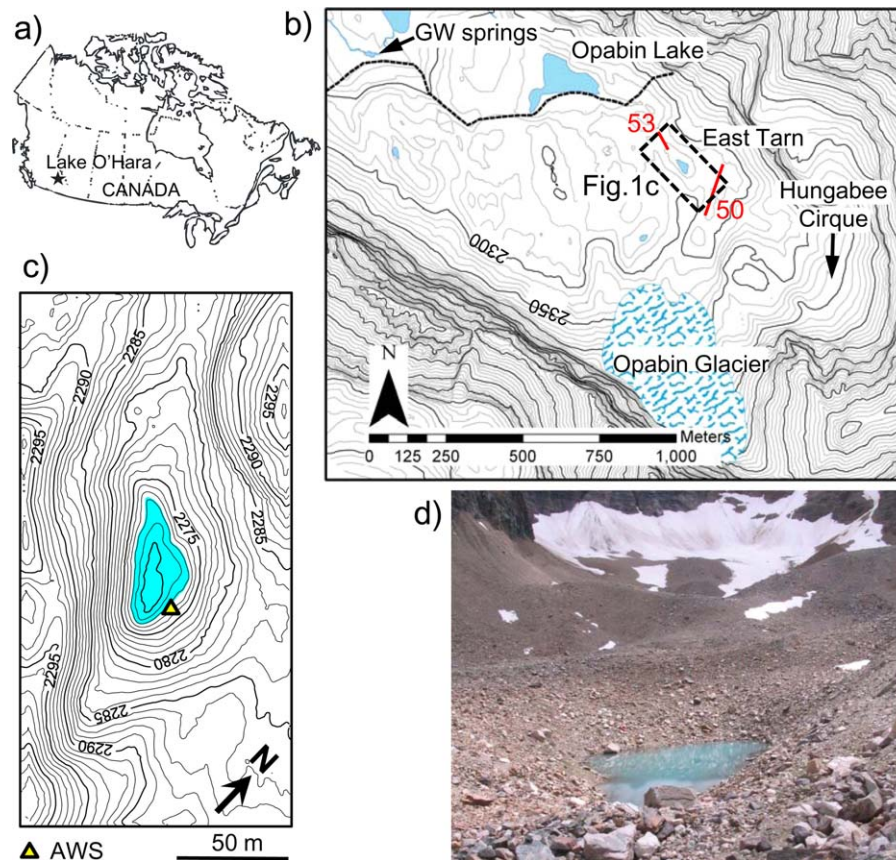 a)
Lake O'Hara
CANADA
b)
GW springs
Opabin Lake
53
East Tarn
Fig.1c
50
Hungabee
Cirque
2300
2350
Opabin Glacier
N
0 125 250 500 750 1,000 Meters
c)
2285
2290
2295
2295
2290
2275
2285
2295
2280
2285
2290
N
AWS
50 m
d)